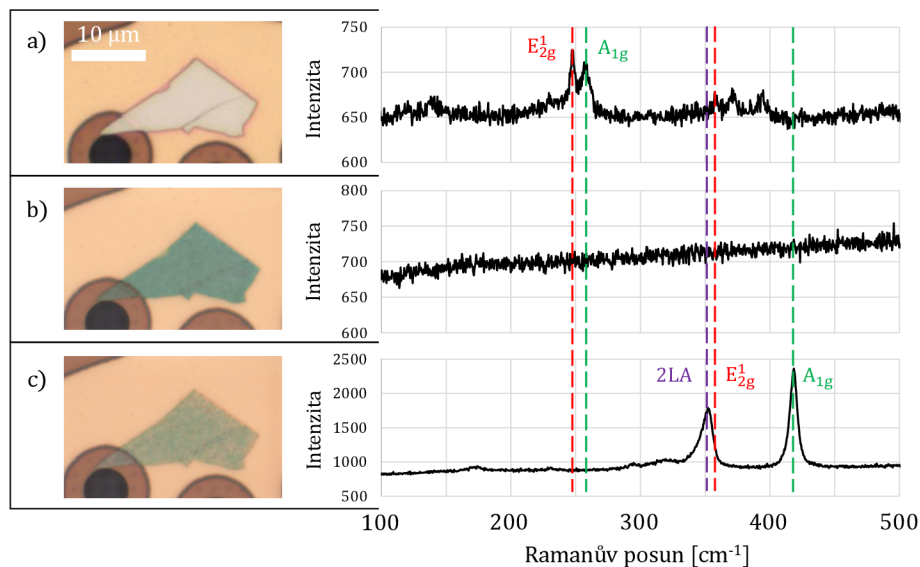 a)
10 μm
Intenzita
750
700
650
600
E¹₂g
A₁g
b)
Intenzita
800
750
700
650
600
c)
Intenzita
2500
2000
1500
1000
500
2LA
E¹₂g
A₁g
100
200
300
400
500
Ramanův posun [cm⁻¹]